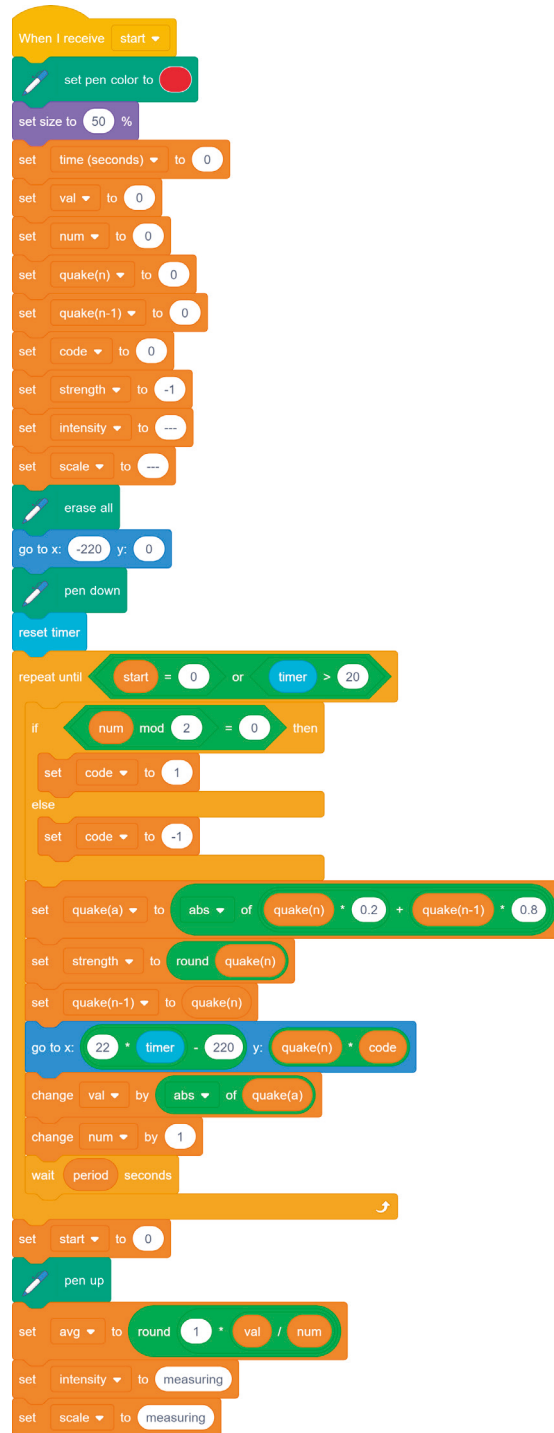 When I receive start
set pen color to
set size to 50 %
set time (seconds) to 0
set val to 0
set num to 0
set quake(n) to 0
set quake(n-1) to 0
set code to 0
set strength to -1
set intensity to ---
set scale to ---
erase all
go to x: -220 y: 0
pen down
reset timer
repeat until start = 0 or timer > 20
if num mod 2 = 0 then
set code to 1
else
set code to -1
set quake(a) to abs of quake(n) * 0.2 + quake(n-1) * 0.8
set strength to round quake(n)
set quake(n-1) to quake(n)
go to x: 22 * timer - 220 y: quake(n) * code
change val by abs of quake(a)
change num by 1
wait period seconds
set start to 0
pen up
set avg to round 1 * val / num
set intensity to measuring
set scale to measuring